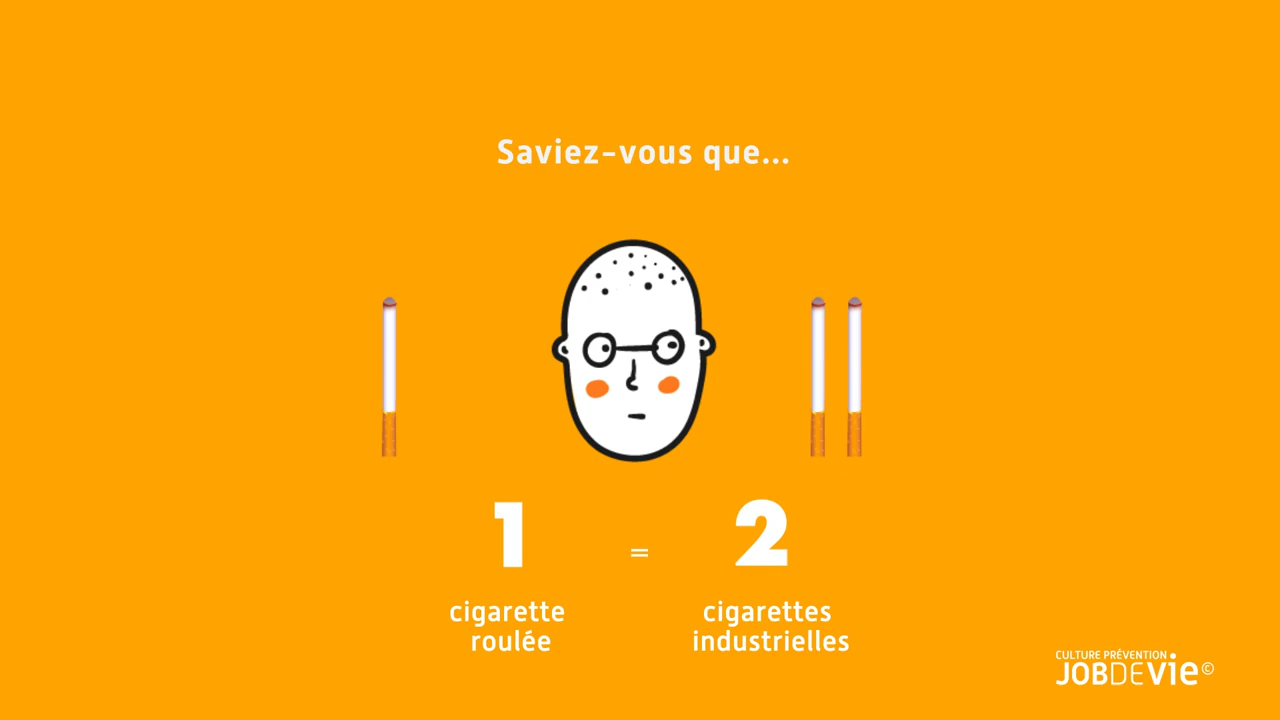 Saviez-vous que...
1 = 2
cigarette
roulée
cigarettes
industrielles
CULTURE PRÉVENTION
JOBDEVie©